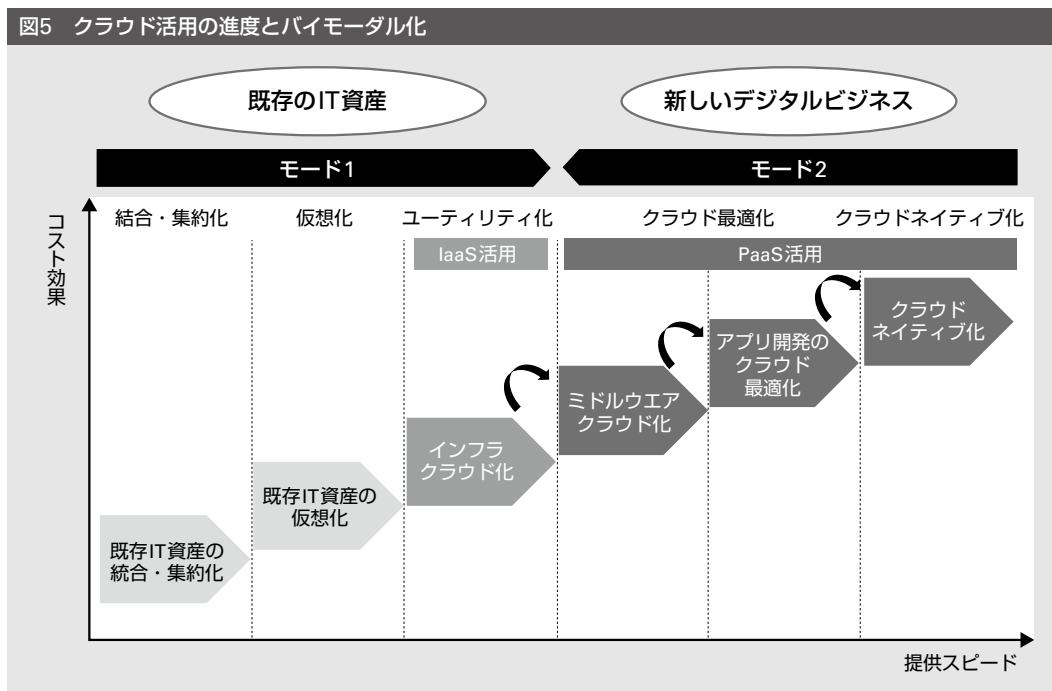 図5 クラウド活用の進度とバイモーダル化
既存のIT資産
新しいデジタルビジネス
モード1
モード2
コスト効果
結合・集約化
仮想化
ユーティリティ化
クラウド最適化
クラウドネイティブ化
IaaS活用
PaaS活用
クラウド
ネイティブ化
アプリ開発の
クラウド
最適化
ミドルウエア
クラウド化
インフラ
クラウド化
既存IT資産の
仮想化
既存IT資産の
統合・集約化
提供スピード